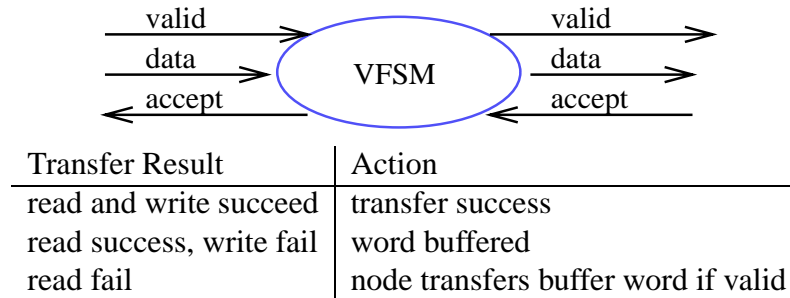 valid valid
data VFSM data
accept accept
Transfer Result Action
read and write succeed transfer success
read success, write fail word buffered
read fail node transfers buffer word if valid